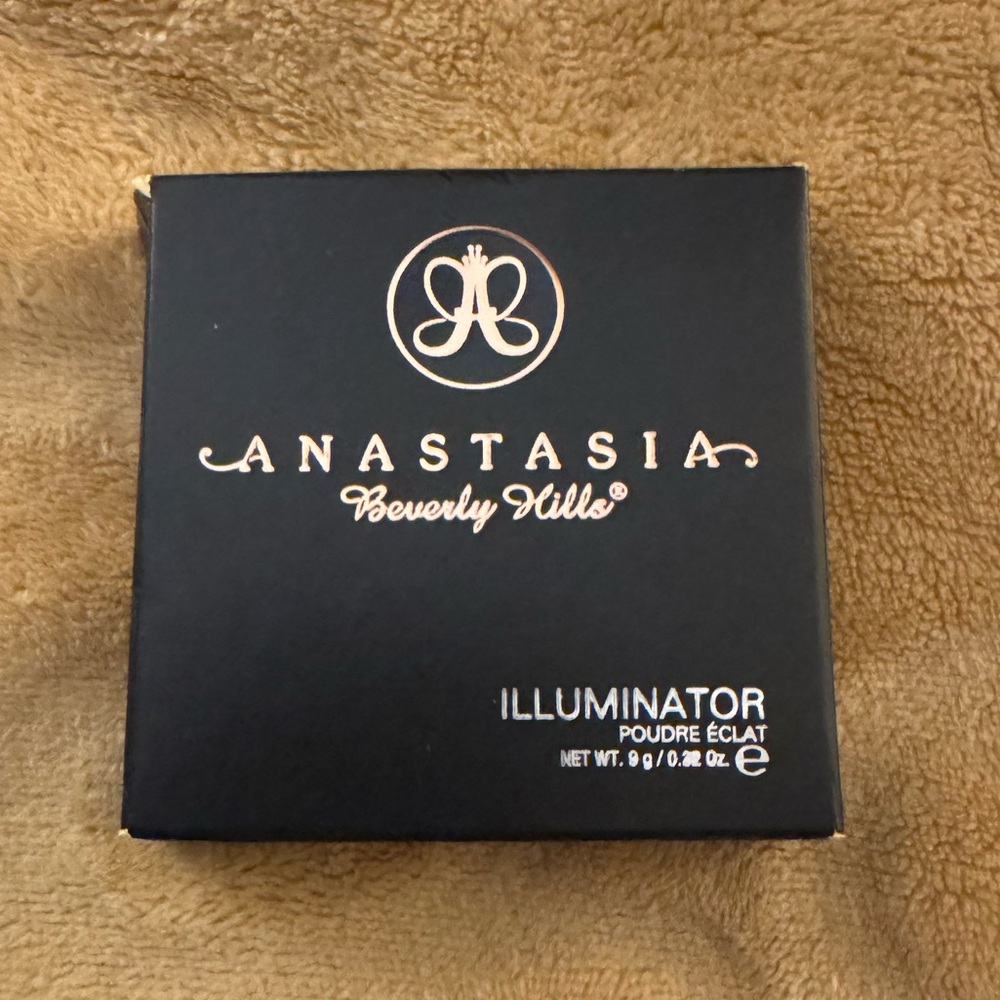 ANASTASIA
Beverly Hills®
ILLUMINATOR
POUDRE ÉCLAT
NET WT. 9 g / 0.32 Oz. ℮